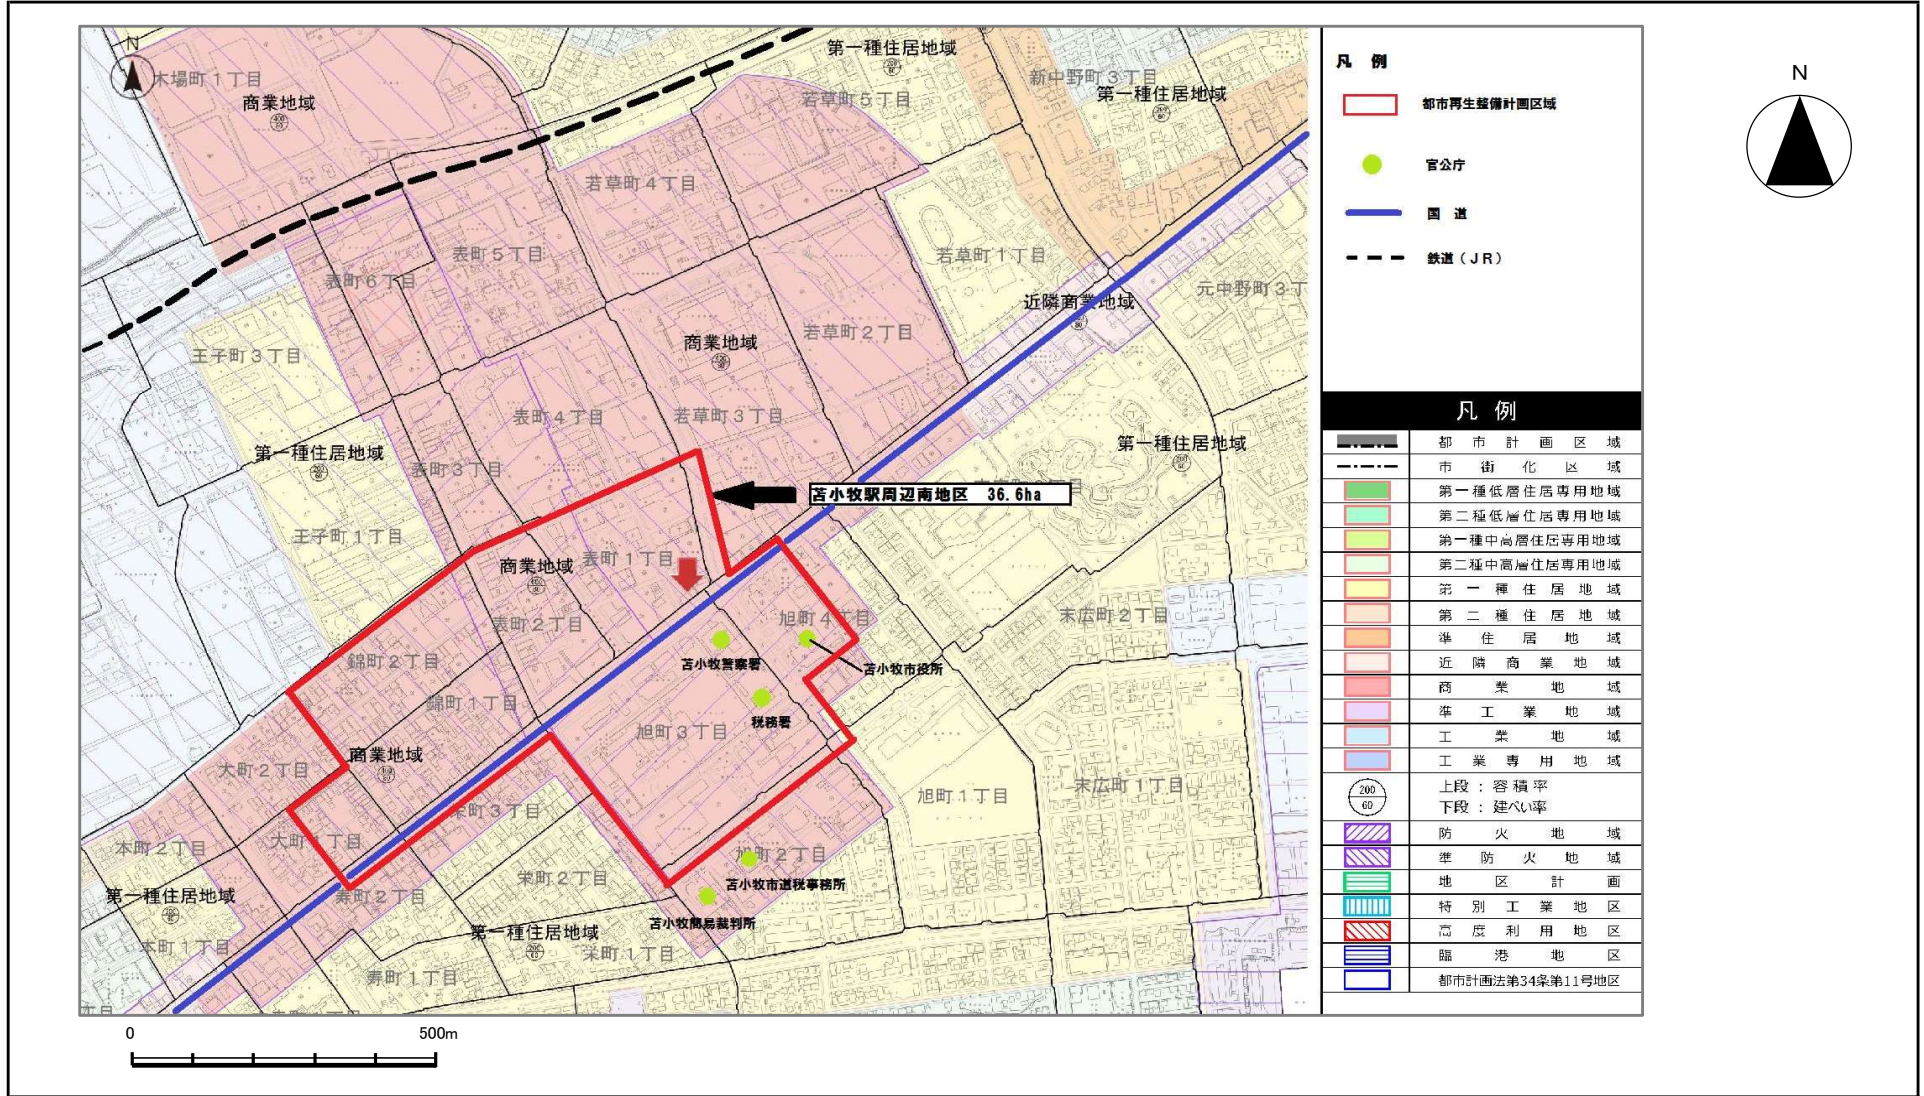 N
木場町1丁目
商業地域
400
80
第一種住居地域
200
60
新中野町3丁目
若草町5丁目
第一種住居地域
200
60
若草町4丁目
表町5丁目
若草町1丁目
表町6丁目
元中野町3丁
近隣商業地域
80
若草町2丁目
商業地域
80
王子町3丁目
若草町3丁目
表町4丁目
第一種住居地域
200
60
表町3丁目
第一種住居地域
200
60
苫小牧駅周辺南地区 36.6ha
王子町1丁目
表町1丁目
商業地域
80
表町2丁目
旭町4丁目
末広町2丁目
錦町2丁目
苫小牧警察署
苫小牧市役所
錦町1丁目
税務署
旭町3丁目
商業地域
大町2丁目
末広町1丁目
旭町1丁目
栄町3丁目
大町1丁目
本町2丁目
旭町2丁目
栄町2丁目
苫小牧市道税事務所
第一種住居地域
200
60
寿町2丁目
苫小牧簡易裁判所
第一種住居地域
200
60
本町1丁目
栄町1丁目
寿町1丁目
0 500m
凡 例
都市再生整備計画区域
官公庁
国 道
鉄道(JR)
凡 例
都市計画区域
市街化区域
第一種低層住居専用地域
第二種低層住居専用地域
第一種中高層住居専用地域
第二種中高層住居専用地域
第一種住居地域
第二種住居地域
準住居地域
近隣商業地域
商業地域
準工業地域
工業地域
工業専用地域
200
60
上段:容積率
下段:建ぺい率
防火地域
準防火地域
地区計画
特別工業地区
高度利用地区
臨港地区
都市計画法第34条第11号地区
N